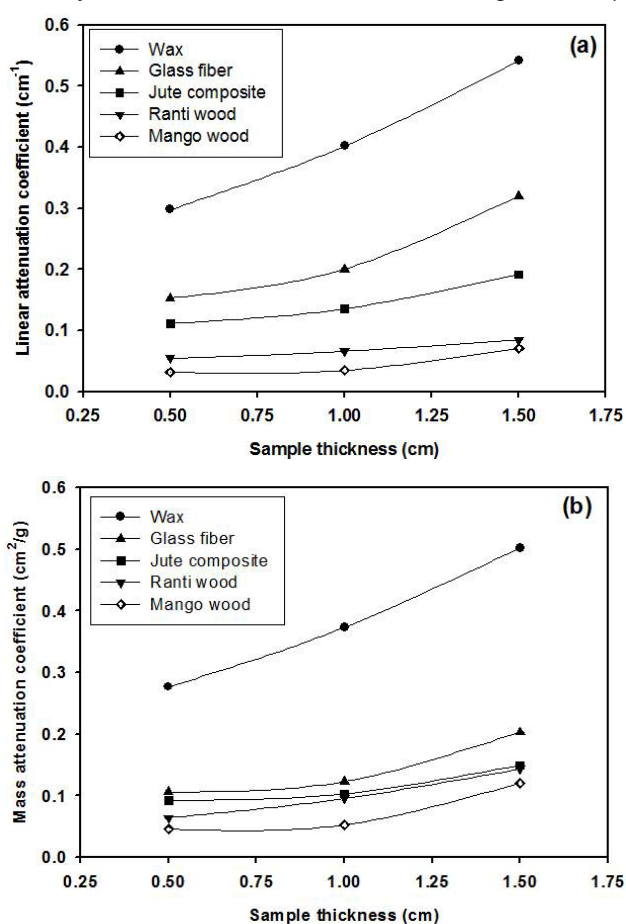 (a)
Wax
Glass fiber
Jute composite
Ranti wood
Mango wood
Linear attenuation coefficient (cm⁻¹)
0.6
0.5
0.4
0.3
0.2
0.1
0.0
0.25 0.50 0.75 1.00 1.25 1.50 1.75
Sample thickness (cm)
(b)
Wax
Glass fiber
Jute composite
Ranti wood
Mango wood
Mass attenuation coefficient (cm²/g)
0.6
0.5
0.4
0.3
0.2
0.1
0.0
0.25 0.50 0.75 1.00 1.25 1.50 1.75
Sample thickness (cm)